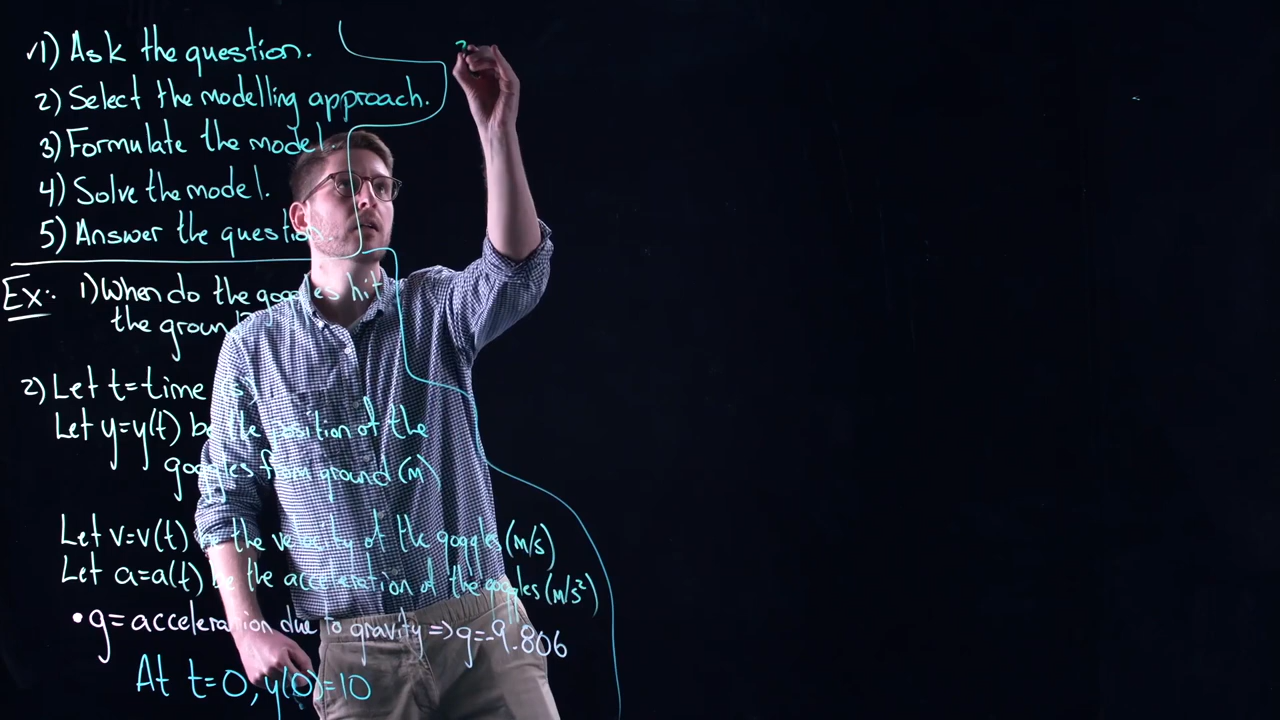 ✓1) Ask the question.
2) Select the modelling approach.
3) Formulate the model.
4) Solve the model.
5) Answer the question.
Ex: 1) When do the goggles hit
the ground?
2) Let t=time (s)
Let y=y(t) be the position of the
goggles from ground (m)
Let v=v(t) be the velocity of the goggles (m/s)
Let a=a(t) be the acceleration of the goggles (m/s²)
• g= acceleration due to gravity => g=-9.806
At t=0, y(0)=10